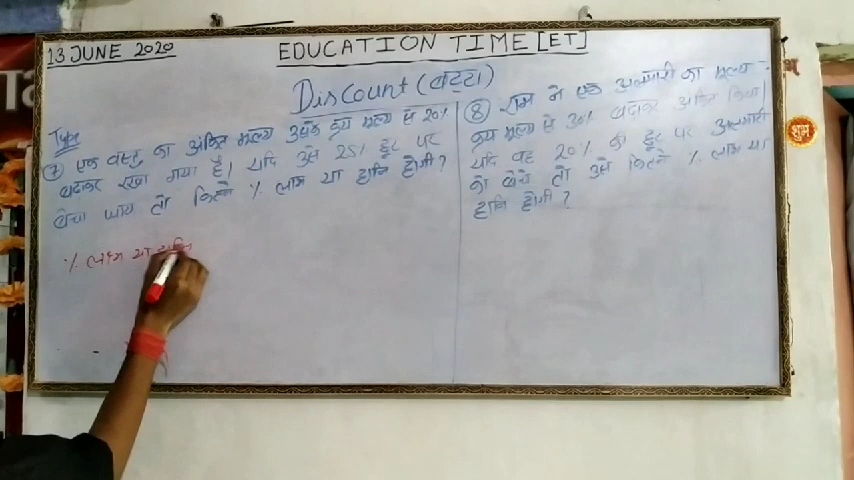 13 JUNE 2020
EDUCATION TIME [ET]
Discount (बट्टा)
Type
⑦ एक वस्तु का अंकित मूल्य उसके क्रय मूल्य से 20%
बढ़ाकर रखा गया है। यदि उसे 25% छूट पर
बेचा जाय तो कितने % लाभ या हानि होगी?
% लाभ या हानि
⑧ राम ने एक अलमारी का मूल्य
क्रय मूल्य से 30% बढ़ाकर अंकित किया।
यदि वह 20% की छूट पर अलमारी
को बेचे तो उसे कितने % लाभ या
हानि होगी?
शुभ